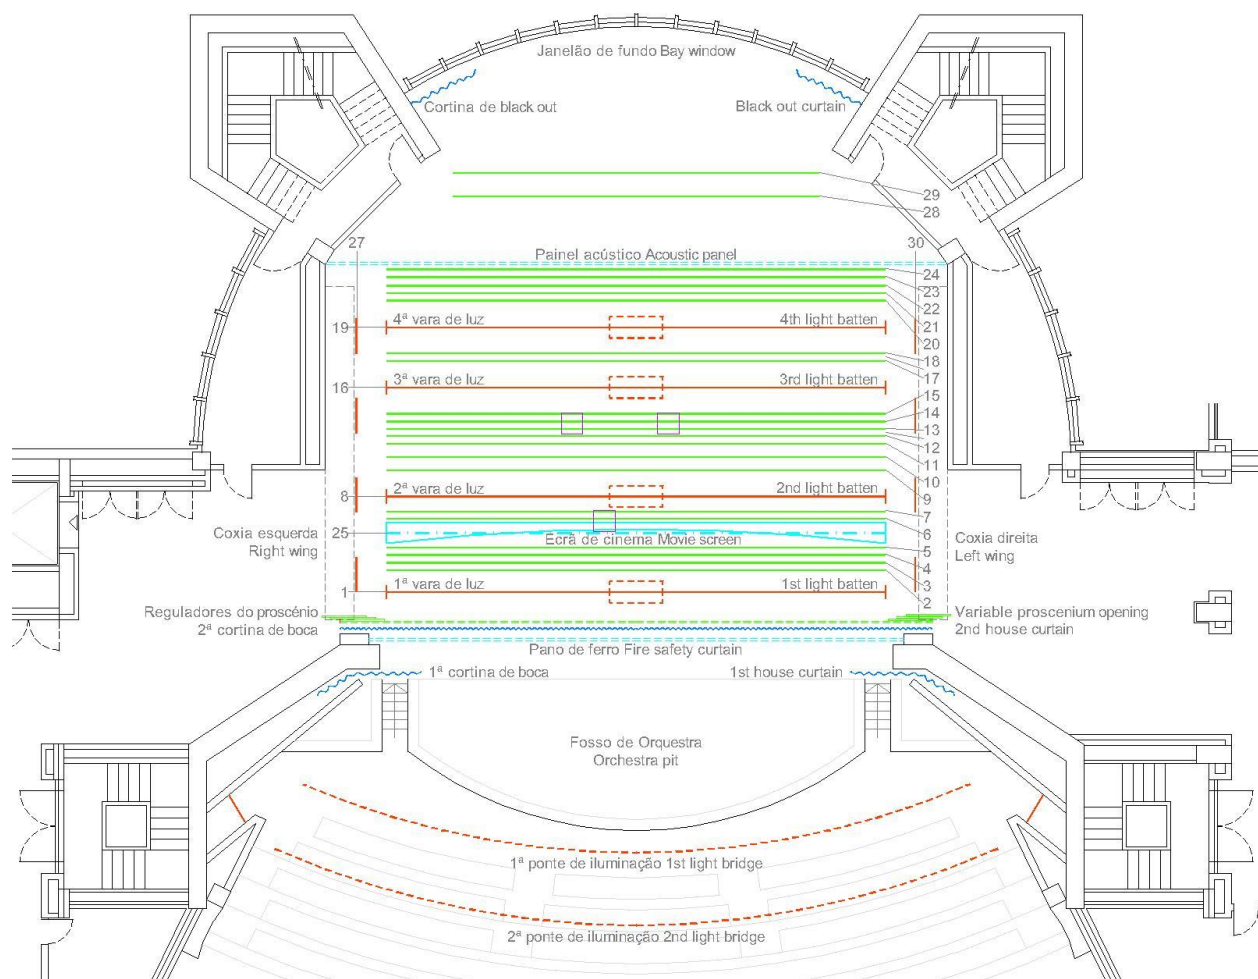 Janelão de fundo Bay window
Cortina de black out
Black out curtain
29
28
27
30
Painel acústico Acoustic panel
24
23
22
21
20
19
4ª vara de luz
4th light batten
18
17
16
3ª vara de luz
3rd light batten
15
14
13
12
11
10
9
8
2ª vara de luz
2nd light batten
7
6
Coxia esquerda
Right wing
25
Ecrã de cinema Movie screen
Coxia direita
Left wing
5
4
3
2
1
1ª vara de luz
1st light batten
Reguladores do proscénio
2ª cortina de boca
Variable proscenium opening
2nd house curtain
Pano de ferro Fire safety curtain
1ª cortina de boca
1st house curtain
Fosso de Orquestra
Orchestra pit
1ª ponte de iluminação 1st light bridge
2ª ponte de iluminação 2nd light bridge